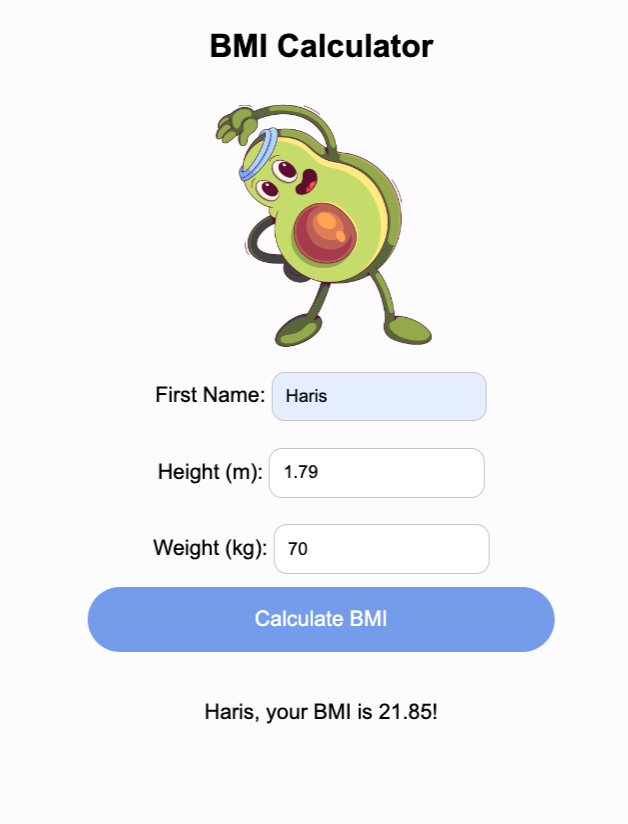 BMI Calculator
First Name: Haris
Height (m): 1.79
Weight (kg): 70
Calculate BMI
Haris, your BMI is 21.85!